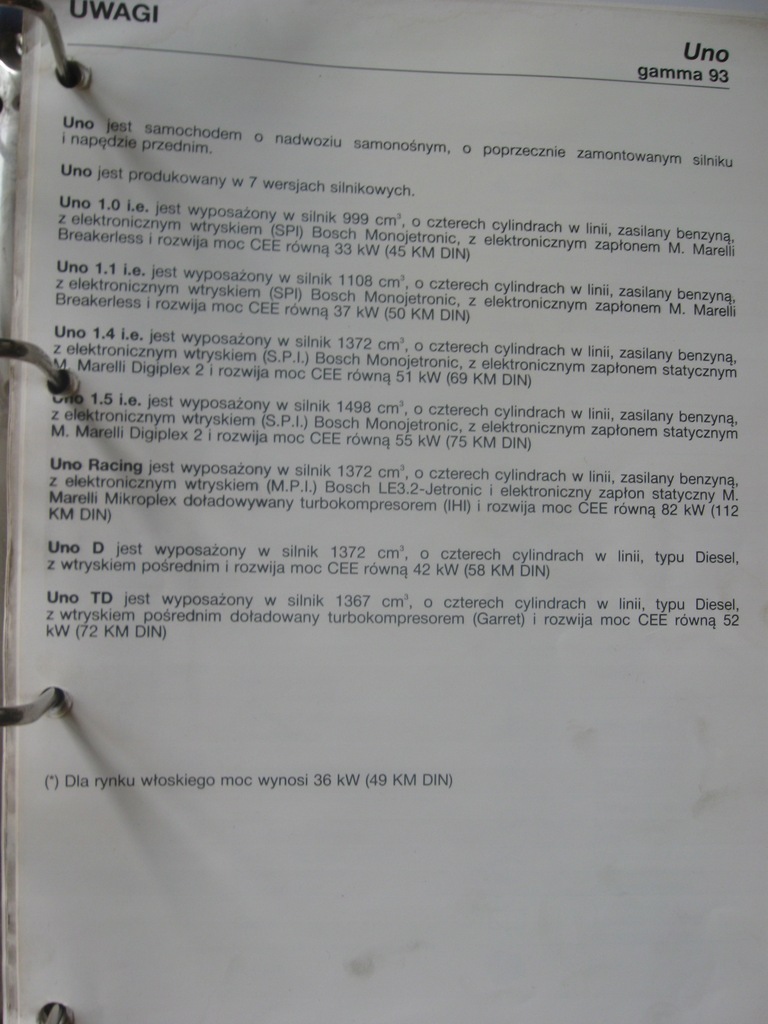 UWAGI
Uno
gamma 93
Uno jest samochodem o nadwoziu samonośnym, o poprzecznie zamontowanym silniku
i napędzie przednim.
Uno jest produkowany w 7 wersjach silnikowych.
Uno 1.0 i.e. jest wyposażony w silnik 999 cm³, o czterech cylindrach w linii, zasilany benzyną,
z elektronicznym wtryskiem (SPI) Bosch Monojetronic, z elektronicznym zapłonem M. Marelli
Breakerless i rozwija moc CEE równą 33 kW (45 KM DIN)
Uno 1.1 i.e. jest wyposażony w silnik 1108 cm³, o czterech cylindrach w linii, zasilany benzyną,
z elektronicznym wtryskiem (SPI) Bosch Monojetronic, z elektronicznym zapłonem M. Marelli
Breakerless i rozwija moc CEE równą 37 kW (50 KM DIN)
Uno 1.4 i.e. jest wyposażony w silnik 1372 cm³, o czterech cylindrach w linii, zasilany benzyną,
z elektronicznym wtryskiem (S.P.I.) Bosch Monojetronic, z elektronicznym zapłonem statycznym
M. Marelli Digiplex 2 i rozwija moc CEE równą 51 kW (69 KM DIN)
Uno 1.5 i.e. jest wyposażony w silnik 1498 cm³, o czterech cylindrach w linii, zasilany benzyną,
z elektronicznym wtryskiem (S.P.I.) Bosch Monojetronic, z elektronicznym zapłonem statycznym
M. Marelli Digiplex 2 i rozwija moc CEE równą 55 kW (75 KM DIN)
Uno Racing jest wyposażony w silnik 1372 cm³, o czterech cylindrach w linii, zasilany benzyną,
z elektronicznym wtryskiem (M.P.I.) Bosch LE3.2-Jetronic i elektroniczny zapłon statyczny M.
Marelli Mikroplex doładowywany turbokompresorem (IHI) i rozwija moc CEE równą 82 kW (112
KM DIN)
Uno D jest wyposażony w silnik 1372 cm³, o czterech cylindrach w linii, typu Diesel,
z wtryskiem pośrednim i rozwija moc CEE równą 42 kW (58 KM DIN)
Uno TD jest wyposażony w silnik 1367 cm³, o czterech cylindrach w linii, typu Diesel,
z wtryskiem pośrednim doładowany turbokompresorem (Garret) i rozwija moc CEE równą 52
kW (72 KM DIN)
(*) Dla rynku włoskiego moc wynosi 36 kW (49 KM DIN)